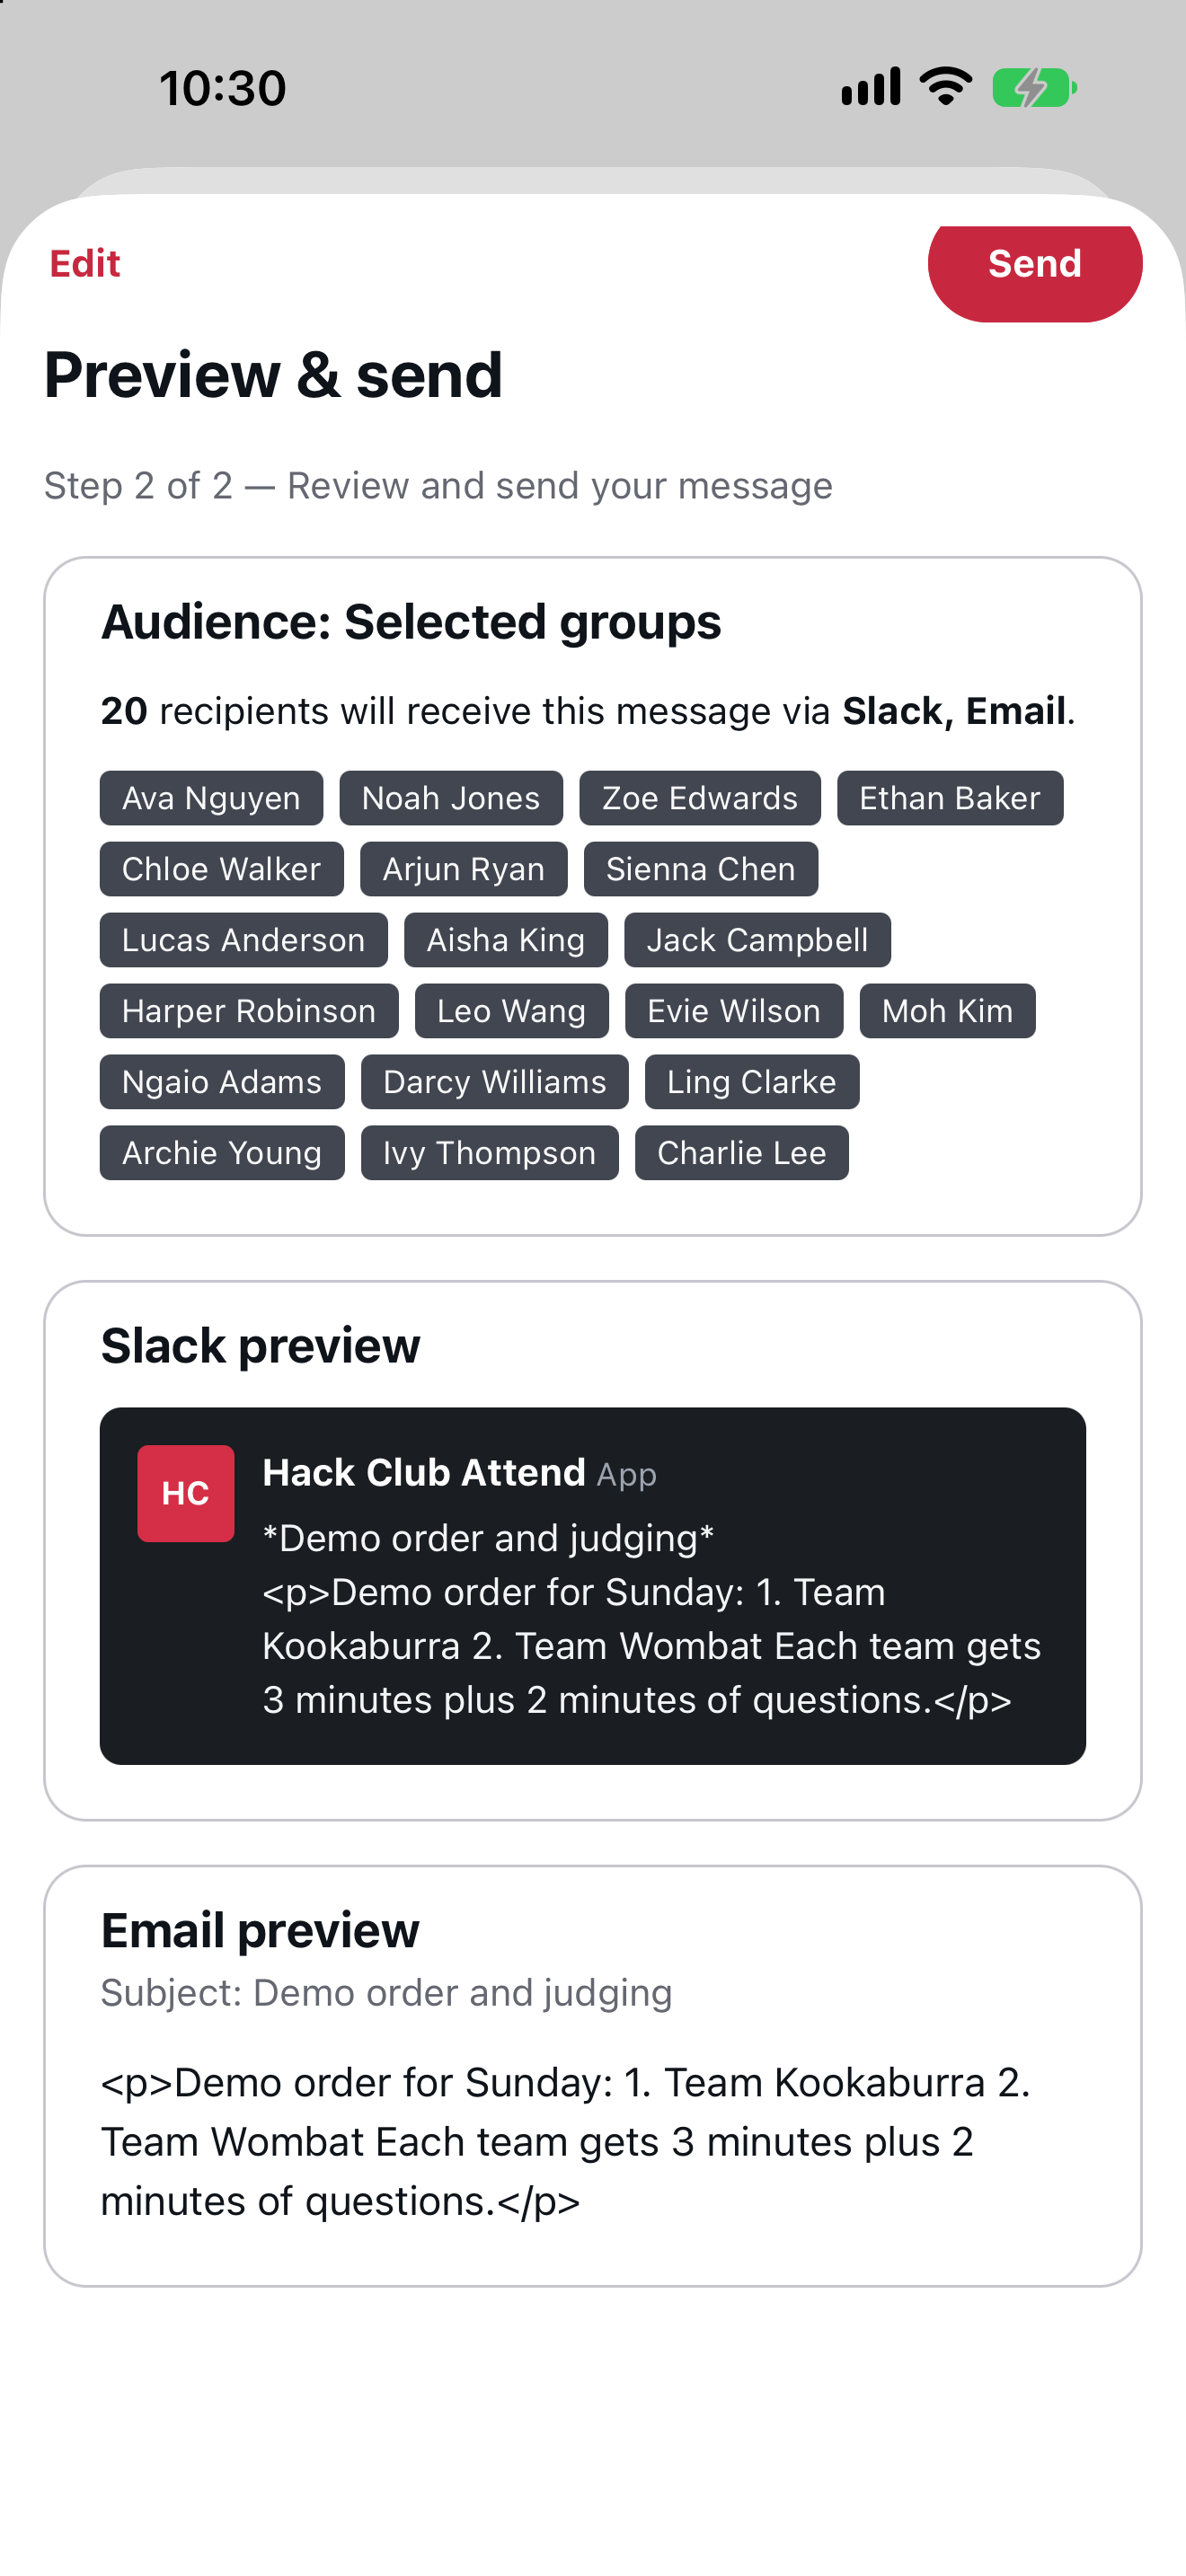 10:30
Edit
Send
Preview & send
Step 2 of 2 — Review and send your message
Audience: Selected groups
20 recipients will receive this message via Slack, Email.
Ava Nguyen Noah Jones Zoe Edwards Ethan Baker
Chloe Walker Arjun Ryan Sienna Chen
Lucas Anderson Aisha King Jack Campbell
Harper Robinson Leo Wang Evie Wilson Moh Kim
Ngaio Adams Darcy Williams Ling Clarke
Archie Young Ivy Thompson Charlie Lee
Slack preview
HC
Hack Club Attend App
*Demo order and judging*
<p>Demo order for Sunday: 1. Team
Kookaburra 2. Team Wombat Each team gets
3 minutes plus 2 minutes of questions.</p>
Email preview
Subject: Demo order and judging
<p>Demo order for Sunday: 1. Team Kookaburra 2.
Team Wombat Each team gets 3 minutes plus 2
minutes of questions.</p>